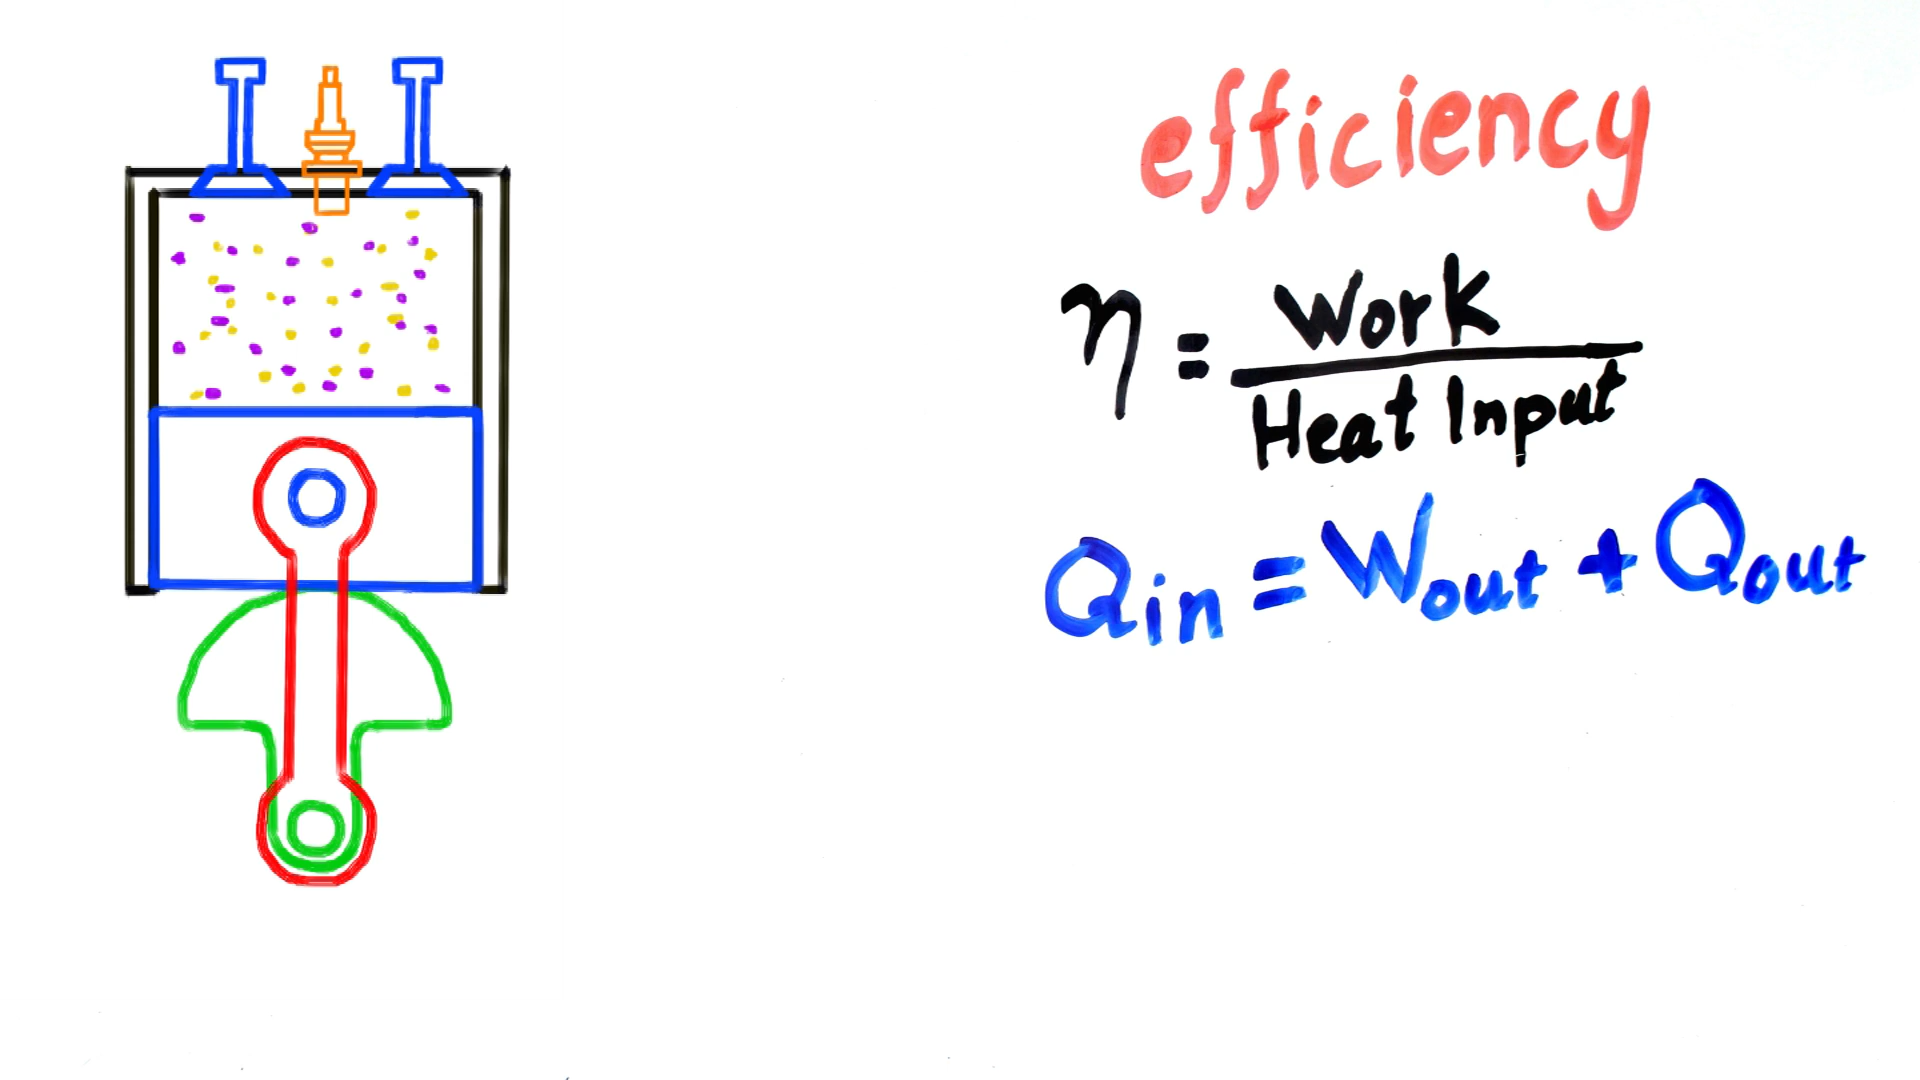 efficiency
η = Work / Heat Input
Qin = Wout + Qout